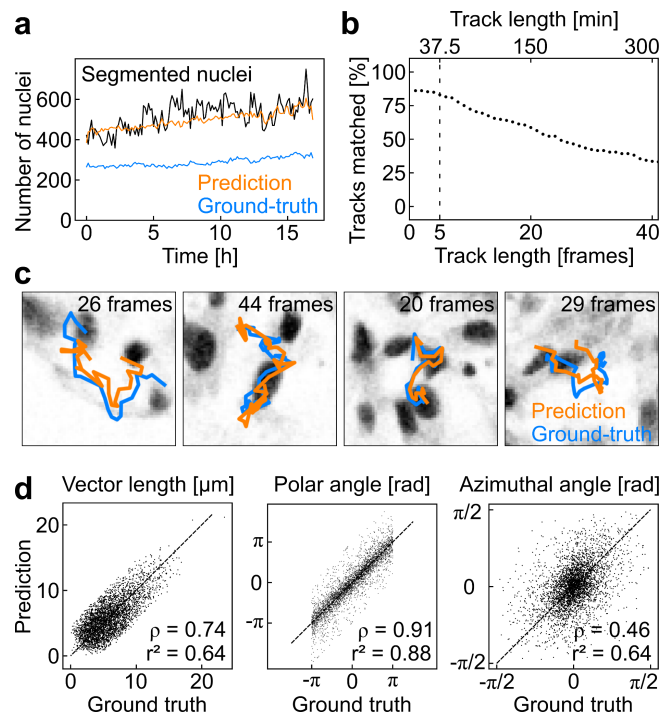 a
Segmented nuclei
Number of nuclei
600
400
200
0
Prediction
Ground-truth
0
5
10
15
Time [h]
b
Track length [min]
37.5
150
300
Tracks matched [%]
100
75
50
25
0
0
5
20
40
Track length [frames]
c
26 frames
44 frames
20 frames
29 frames
Prediction
Ground-truth
d
Vector length [µm]
Prediction
20
10
0
ρ = 0.74
r² = 0.64
0
10
20
Ground truth
Polar angle [rad]
π
0
-π
ρ = 0.91
r² = 0.88
-π
0
π
Ground truth
Azimuthal angle [rad]
π/2
0
-π/2
ρ = 0.46
r² = 0.64
-π/2
0
π/2
Ground truth